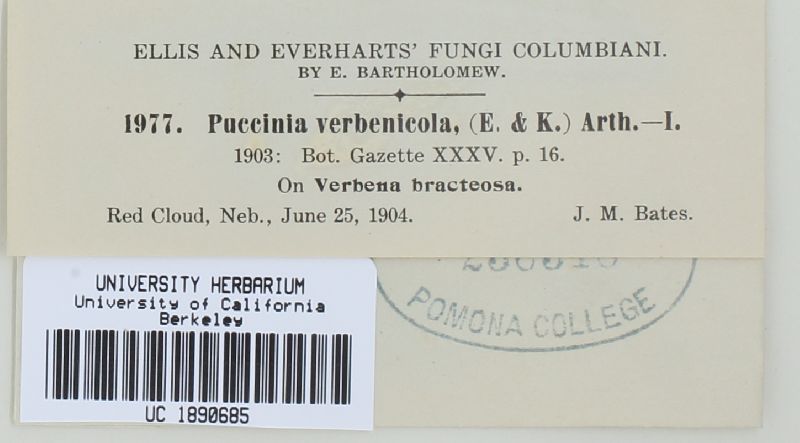 ELLIS AND EVERHARTS' FUNGI COLUMBIANI.
BY E. BARTHOLOMEW.
1977. Puccinia verbenicola, (E. & K.) Arth.—I.
1903: Bot. Gazette XXXV. p. 16.
On Verbena bracteosa.
Red Cloud, Neb., June 25, 1904. J. M. Bates.
POMONA COLLEGE
UNIVERSITY HERBARIUM
University of California
Berkeley
UC 1890685